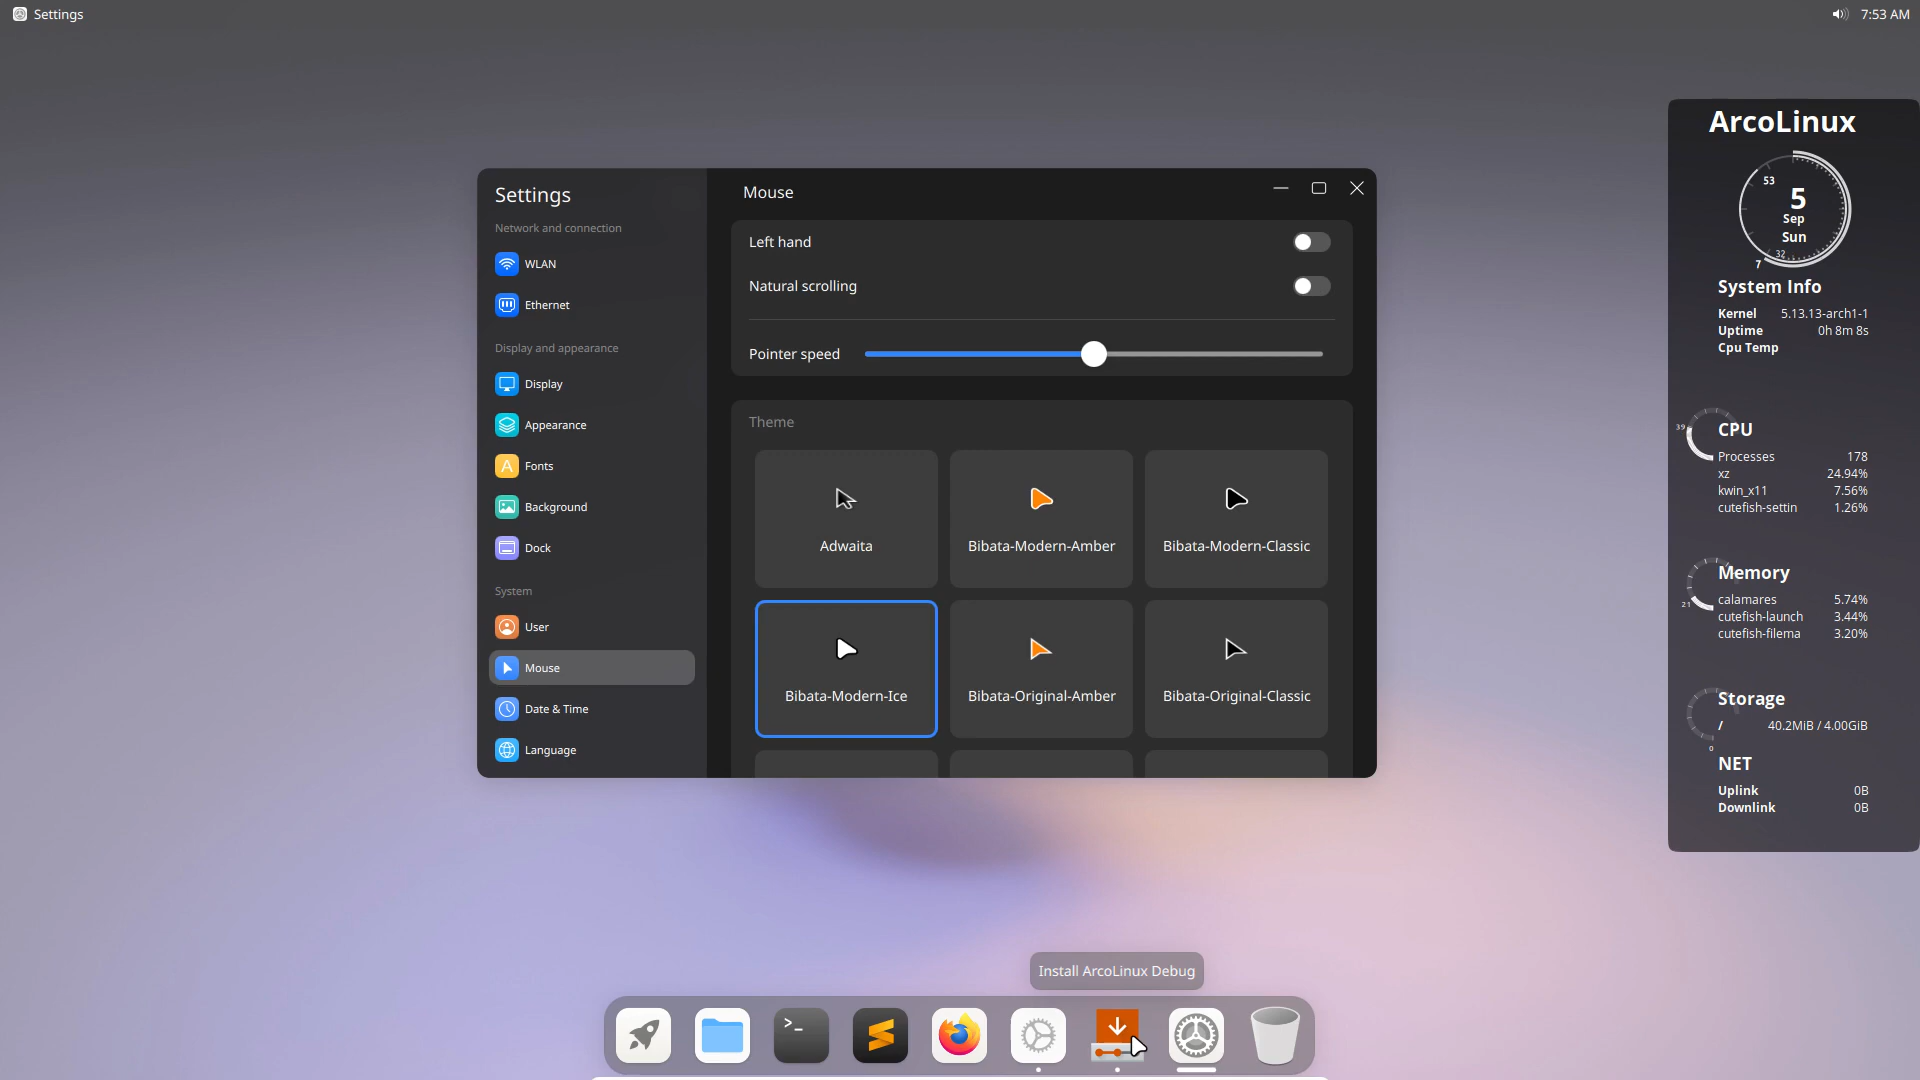 Settings
7:53 AM
Settings
Network and connection
WLAN
Ethernet
Display and appearance
Display
Appearance
Fonts
Background
Dock
System
User
Mouse
Date & Time
Language
Mouse
Left hand
Natural scrolling
Pointer speed
Theme
Adwaita
Bibata-Modern-Amber
Bibata-Modern-Classic
Bibata-Modern-Ice
Bibata-Original-Amber
Bibata-Original-Classic
ArcoLinux
53
5
Sep
Sun
32
7
System Info
Kernel 5.13.13-arch1-1
Uptime 0h 8m 8s
Cpu Temp
39
CPU
Processes 178
xz 24.94%
kwin_x11 7.56%
cutefish-settin 1.26%
Memory
21
calamares 5.74%
cutefish-launch 3.44%
cutefish-filema 3.20%
Storage
/ 40.2MiB / 4.00GiB
0
NET
Uplink 0B
Downlink 0B
Install ArcoLinux Debug
>_